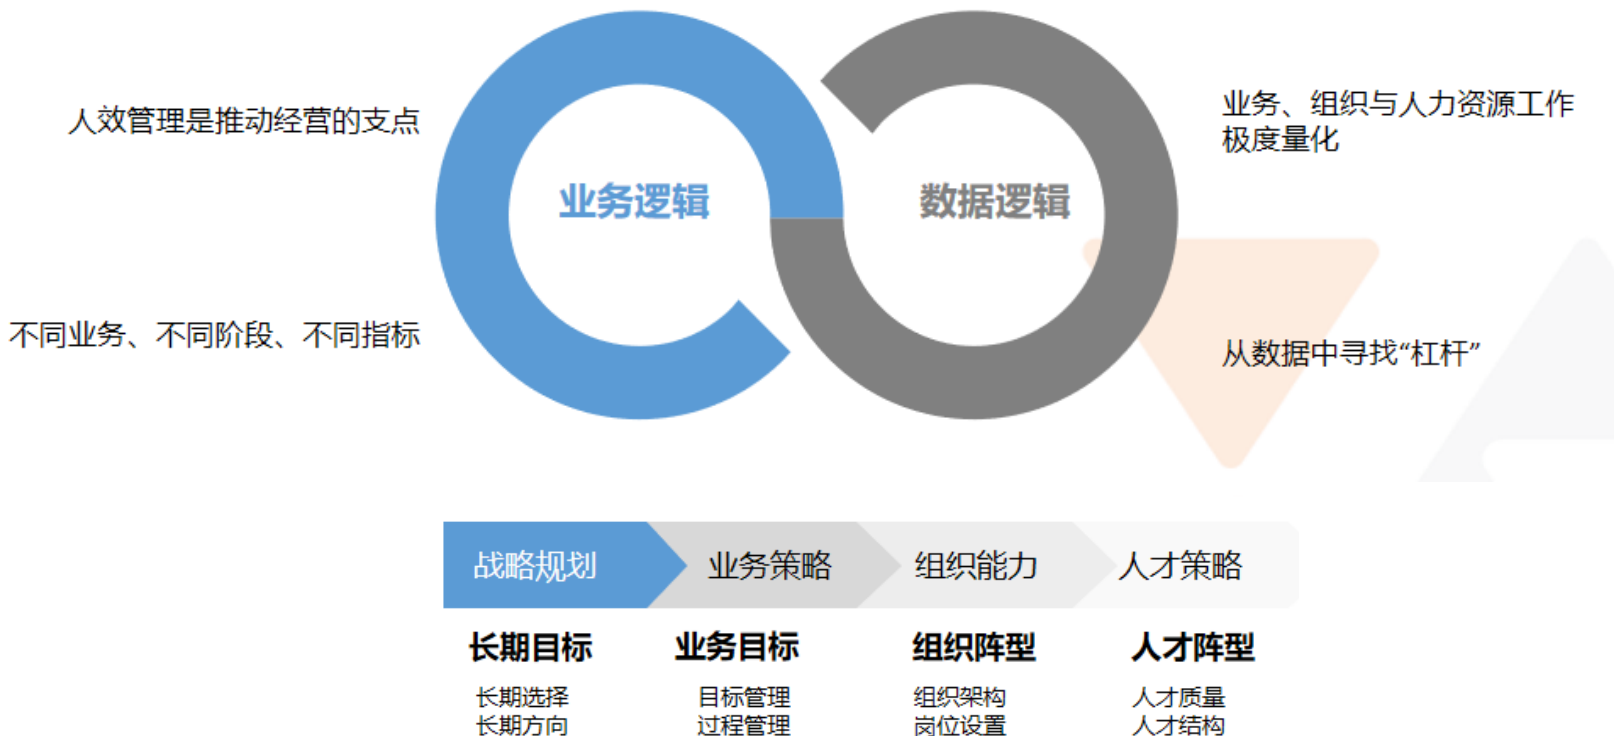 人效管理是推动经营的支点
不同业务、不同阶段、不同指标
业务逻辑
数据逻辑
业务、组织与人力资源工作
极度量化
从数据中寻找“杠杆”
战略规划
业务策略
组织能力
人才策略
长期目标
业务目标
组织阵型
人才阵型
长期选择
目标管理
组织架构
人才质量
长期方向
过程管理
岗位设置
人才结构